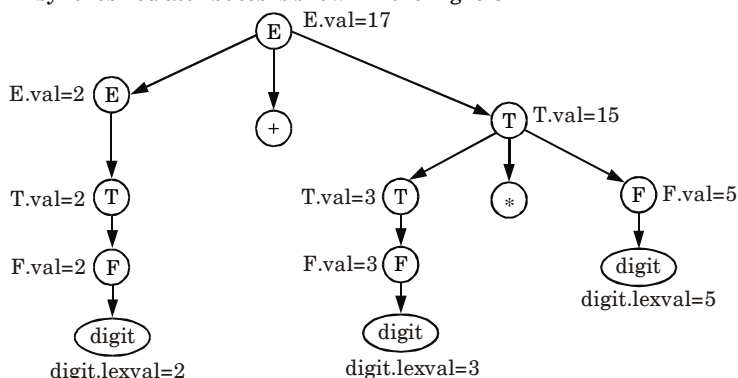 E E.val=17
E.val=2 E
+
T T.val=15
T.val=2 T
T.val=3 T
*
F F.val=5
F.val=2 F
F.val=3 F
digit
digit.lexval=5
digit
digit.lexval=2
digit
digit.lexval=3